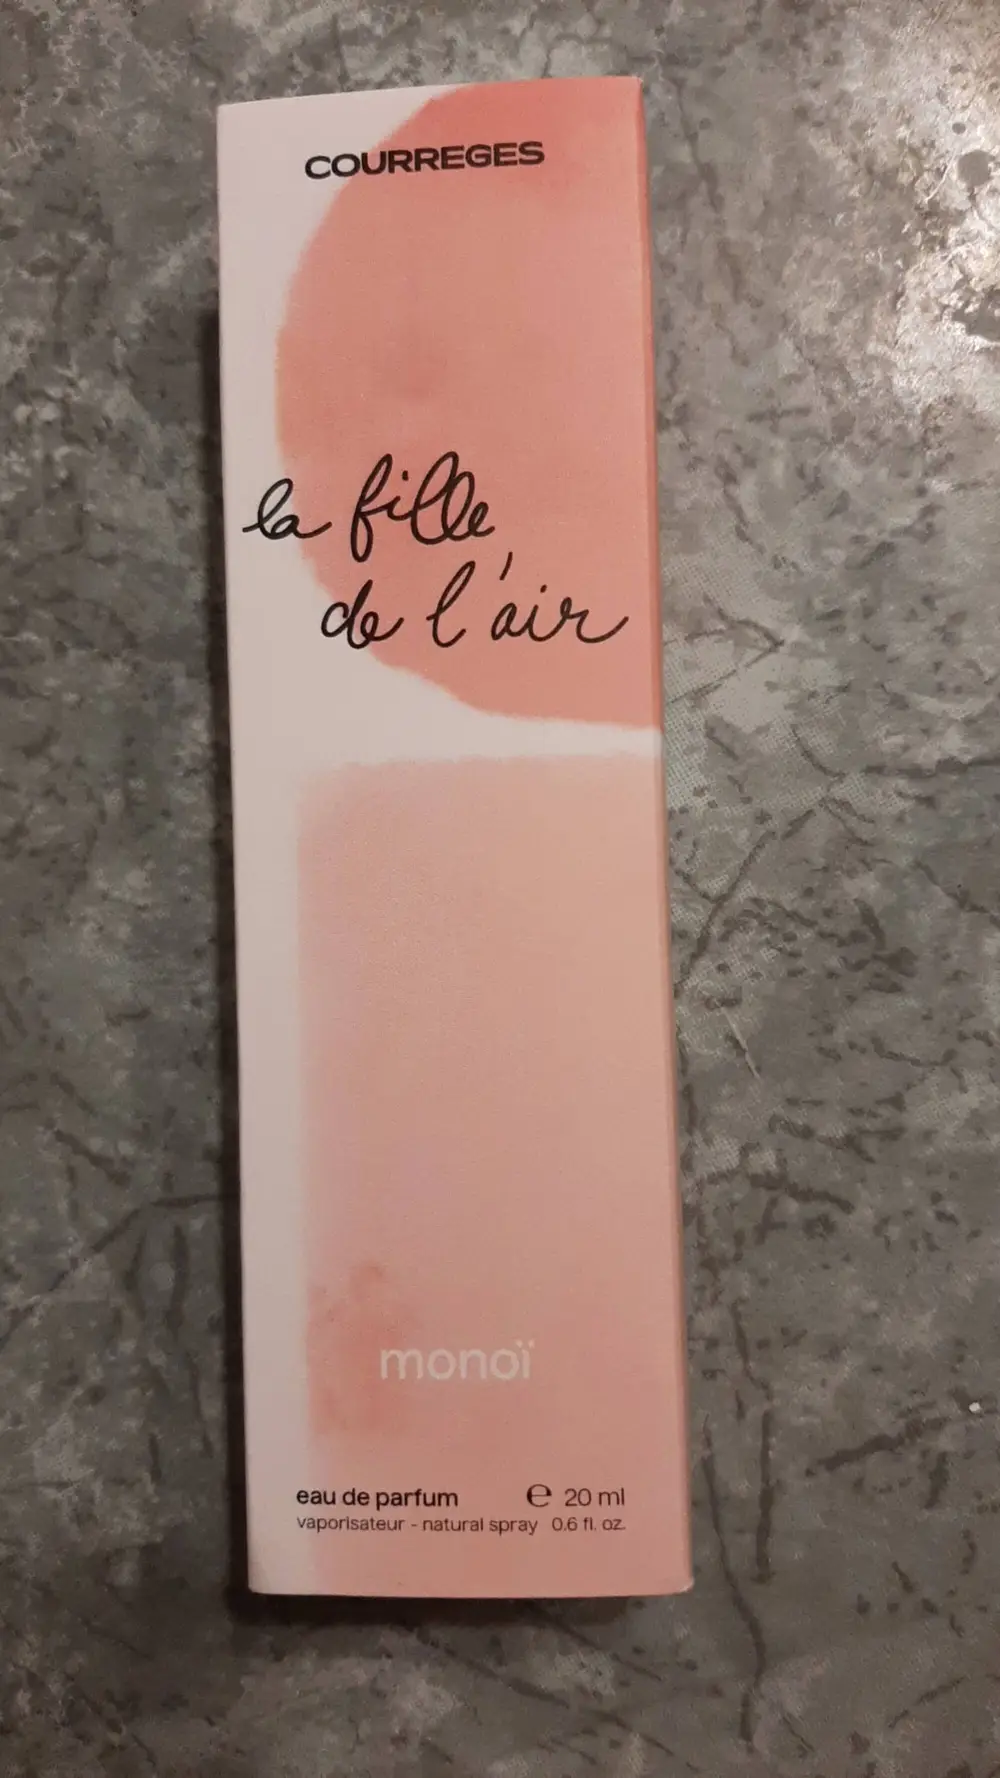 COURREGES
la fille
de l'air
monoï
eau de parfum ℮ 20 ml
vaporisateur - natural spray 0.6 fl. oz.